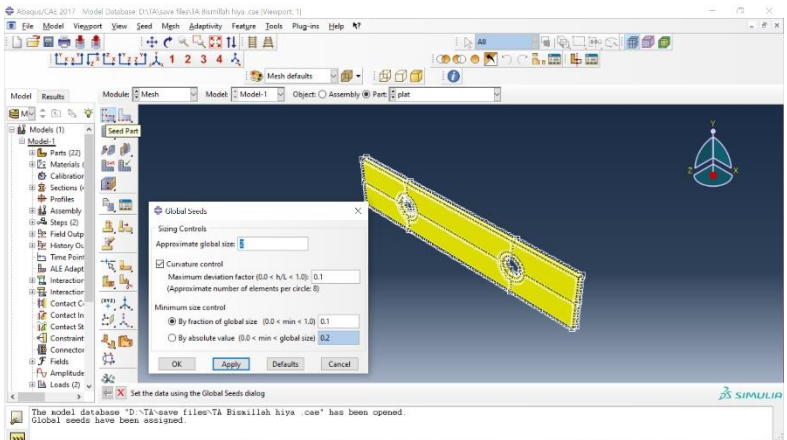 Abaqus/CAE 2017 - Model Database: D:\TA\save files\TA Bismillah hiya .cae [Viewport: 1]
File Model Viewport View Seed Mesh Adaptivity Feature Tools Plug-ins Help
All
1 2 3 4
Mesh defaults
Model Results Module: Mesh Model: Model-1 Object: Assembly Part: plat
Models (1)
Model-1
Parts (22)
Materials (
Calibration
Sections (
Profiles
Assembly
Steps (2)
Field Outp
History Ou
Time Point
ALE Adapt
Interaction
Interaction
Contact C
Contact In
Contact St
Constraint
Connector
Fields
Amplitude
Loads (2)
Seed Part
(XYZ)
Global Seeds
Sizing Controls
Approximate global size: 2
Curvature control
Maximum deviation factor (0.0 < h/L < 1.0): 0.1
(Approximate number of elements per circle: 8)
Minimum size control
By fraction of global size (0.0 < min < 1.0) 0.1
By absolute value (0.0 < min < global size) 0.2
OK Apply Defaults Cancel
Y
Z X
Set the data using the Global Seeds dialog
SIMULIA
The model database "D:\TA\save files\TA Bismillah hiya .cae" has been opened.
Global seeds have been assigned.